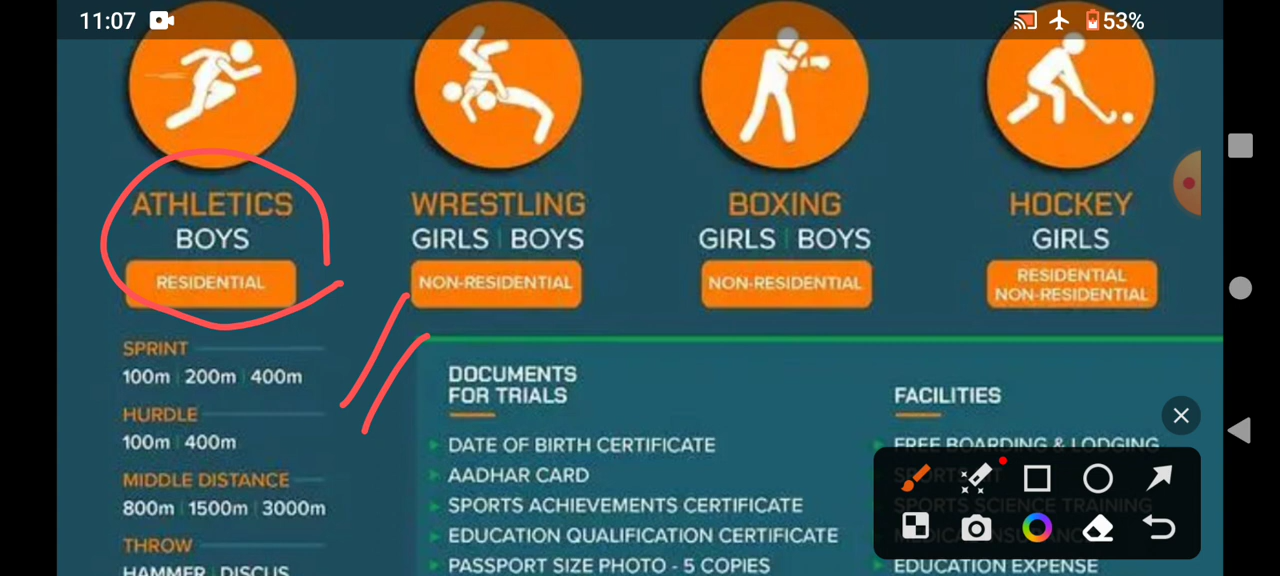 11:07
53%
ATHLETICS
BOYS
RESIDENTIAL
WRESTLING
GIRLS | BOYS
NON-RESIDENTIAL
BOXING
GIRLS | BOYS
NON-RESIDENTIAL
HOCKEY
GIRLS
RESIDENTIAL
NON-RESIDENTIAL
SPRINT
100m | 200m | 400m
HURDLE
100m | 400m
MIDDLE DISTANCE
800m | 1500m | 3000m
THROW
HAMMER | DISCUS
DOCUMENTS
FOR TRIALS
DATE OF BIRTH CERTIFICATE
AADHAR CARD
SPORTS ACHIEVEMENTS CERTIFICATE
EDUCATION QUALIFICATION CERTIFICATE
PASSPORT SIZE PHOTO - 5 COPIES
FACILITIES
FREE BOARDING & LODGING
SPORTS
SPORTS SCIENCE TRAINING
EDUCATION EXPENSE